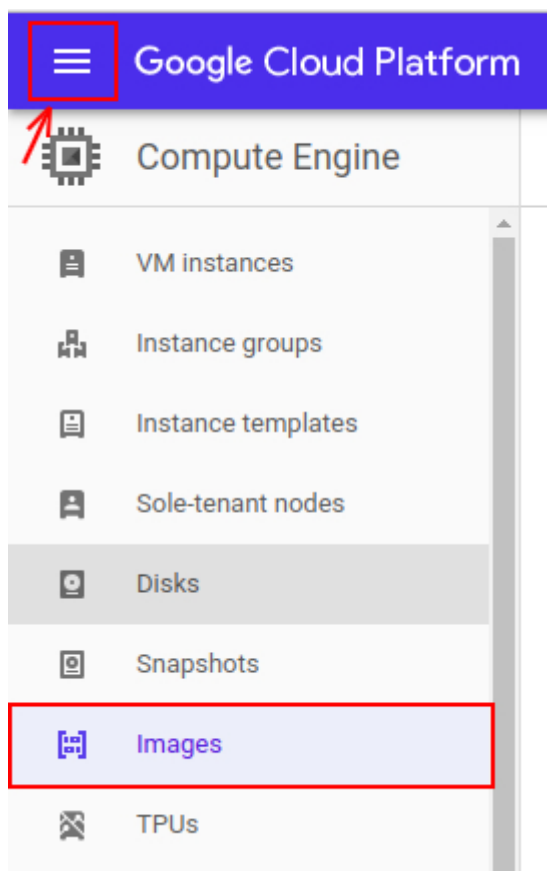 Google Cloud Platform
Compute Engine
VM instances
Instance groups
Instance templates
Sole-tenant nodes
Disks
Snapshots
Images
TPUs